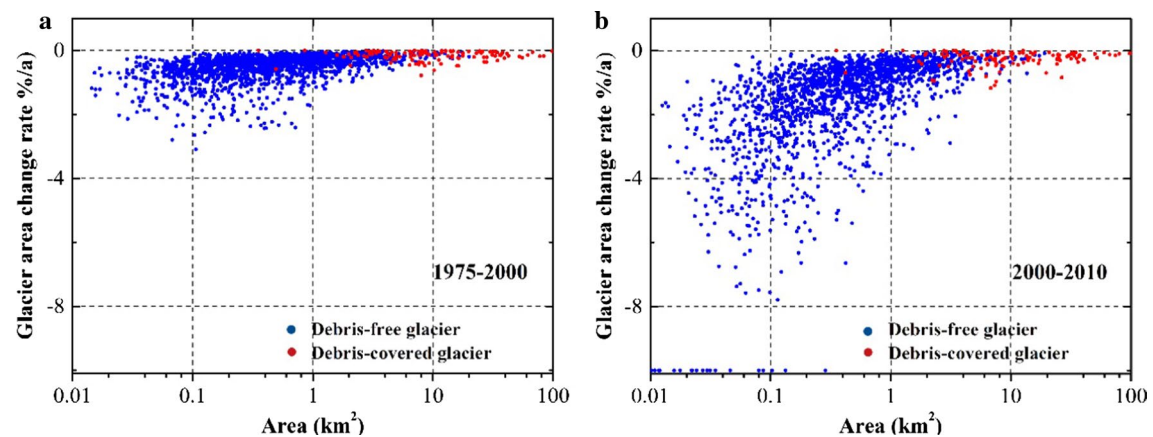 a
Glacier area change rate %/a)
0
-4
-8
1975-2000
Debris-free glacier
Debris-covered glacier
0.01 0.1 1 10 100
Area (km²)
b
Glacier area change rate %/a)
0
-4
-8
2000-2010
Debris-free glacier
Debris-covered glacier
0.01 0.1 1 10 100
Area (km²)